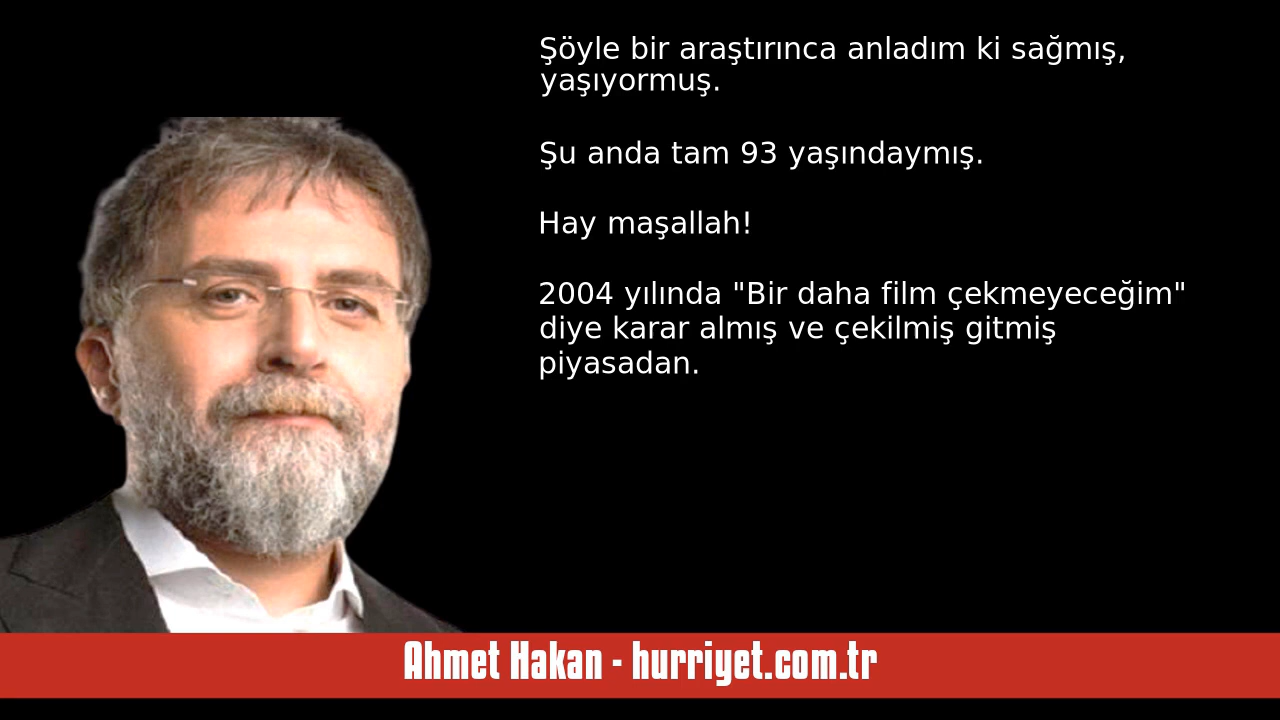 Şöyle bir araştırınca anladım ki sağmış,
yaşıyormuş.
Şu anda tam 93 yaşındaymış.
Hay maşallah!
2004 yılında "Bir daha film çekmeyeceğim"
diye karar almış ve çekilmiş gitmiş
piyasadan.
Ahmet Hakan - hurriyet.com.tr